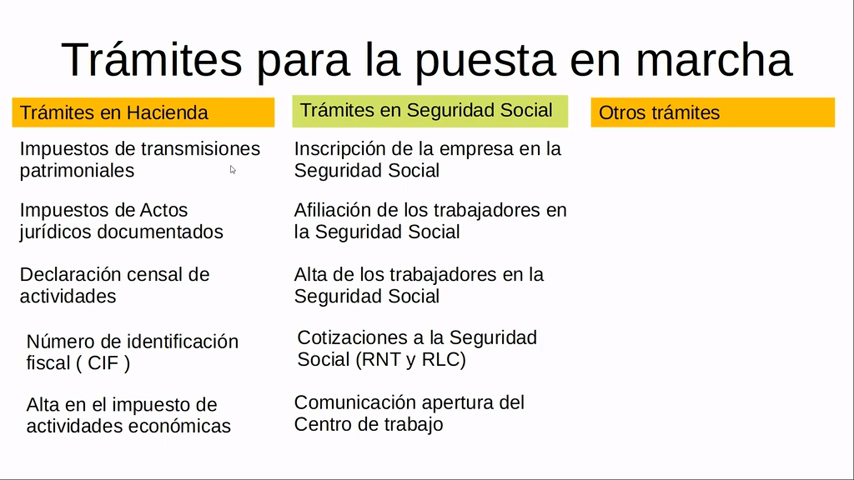 Trámites para la puesta en marcha
Trámites en Hacienda
Impuestos de transmisiones
patrimoniales
Impuestos de Actos
jurídicos documentados
Declaración censal de
actividades
Número de identificación
fiscal ( CIF )
Alta en el impuesto de
actividades económicas
Trámites en Seguridad Social
Inscripción de la empresa en la
Seguridad Social
Afiliación de los trabajadores en
la Seguridad Social
Alta de los trabajadores en la
Seguridad Social
Cotizaciones a la Seguridad
Social (RNT y RLC)
Comunicación apertura del
Centro de trabajo
Otros trámites